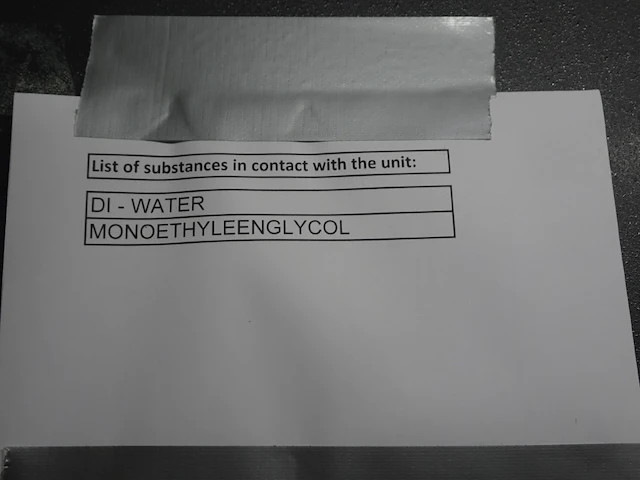 List of substances in contact with the unit:
DI - WATER
MONOETHYLEENGLYCOL